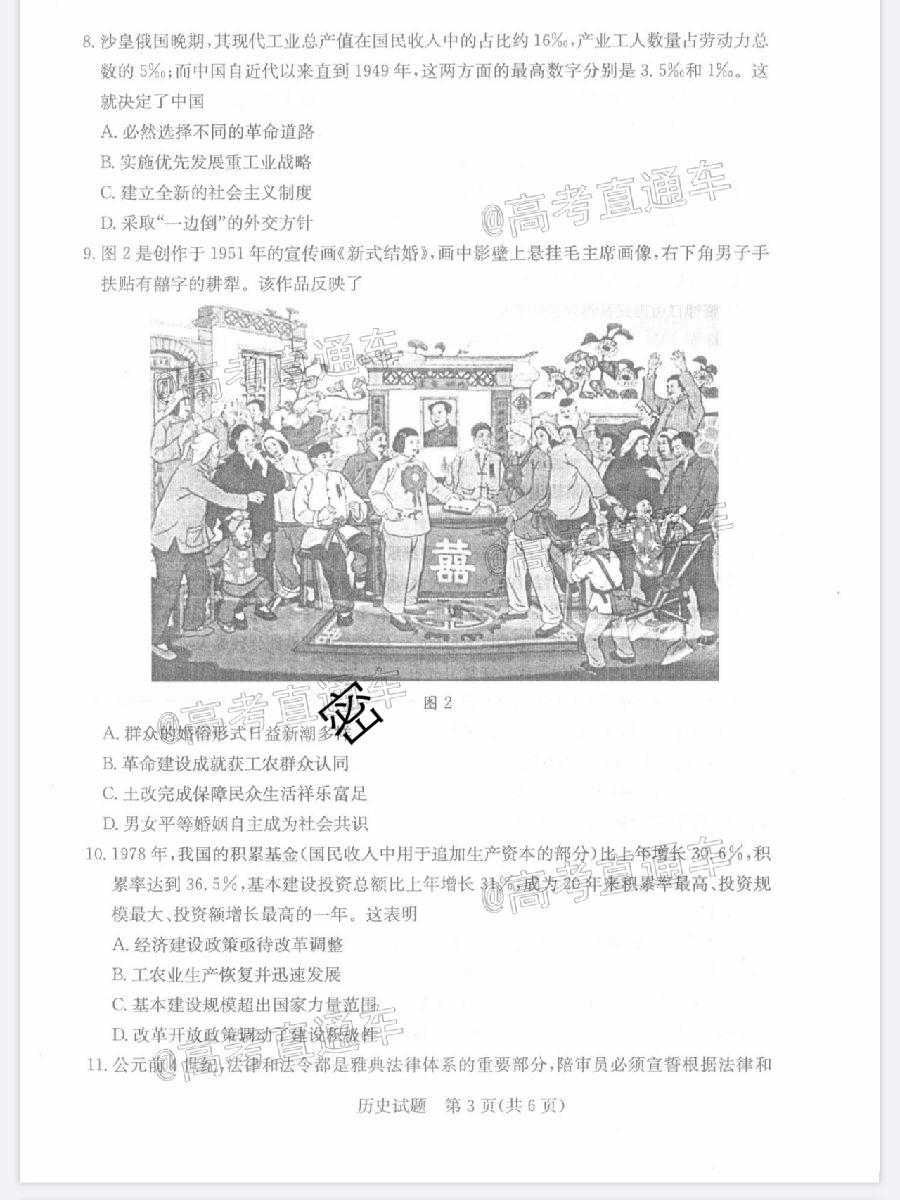 8. 沙皇俄国晚期,其现代工业总产值在国民收入中的占比约16‰,产业工人数量占劳动力总
数的5‰;而中国自近代以来直到1949年,这两方面的最高数字分别是3.5‰和1‰。这
就决定了中国
A. 必然选择不同的革命道路
B. 实施优先发展重工业战略
C. 建立全新的社会主义制度
D. 采取“一边倒”的外交方针
@高考直通车
9. 图2是创作于1951年的宣传画《新式结婚》,画中影壁上悬挂毛主席画像,右下角男子手
扶贴有囍字的耕犁。该作品反映了
@高考直通车
囍
@高考直通车
图2
@高考直通车
密
A. 群众的婚俗形式日益新潮多样
B. 革命建设成就获工农群众认同
C. 土改完成保障民众生活祥乐富足
D. 男女平等婚姻自主成为社会共识
10. 1978年,我国的积累基金(国民收入中用于追加生产资本的部分)比上年增长30.6%,积
累率达到36.5%,基本建设投资总额比上年增长31%,成为20年来积累率最高、投资规
模最大、投资额增长最高的一年。这表明
@高考直通车
A. 经济建设政策亟待改革调整
B. 工农业生产恢复并迅速发展
C. 基本建设规模超出国家力量范围
D. 改革开放政策调动了建设积极性
@高考直通车
11. 公元前4世纪,法律和法令都是雅典法律体系的重要部分,陪审员必须宣誓根据法律和
历史试题 第3页(共6页)